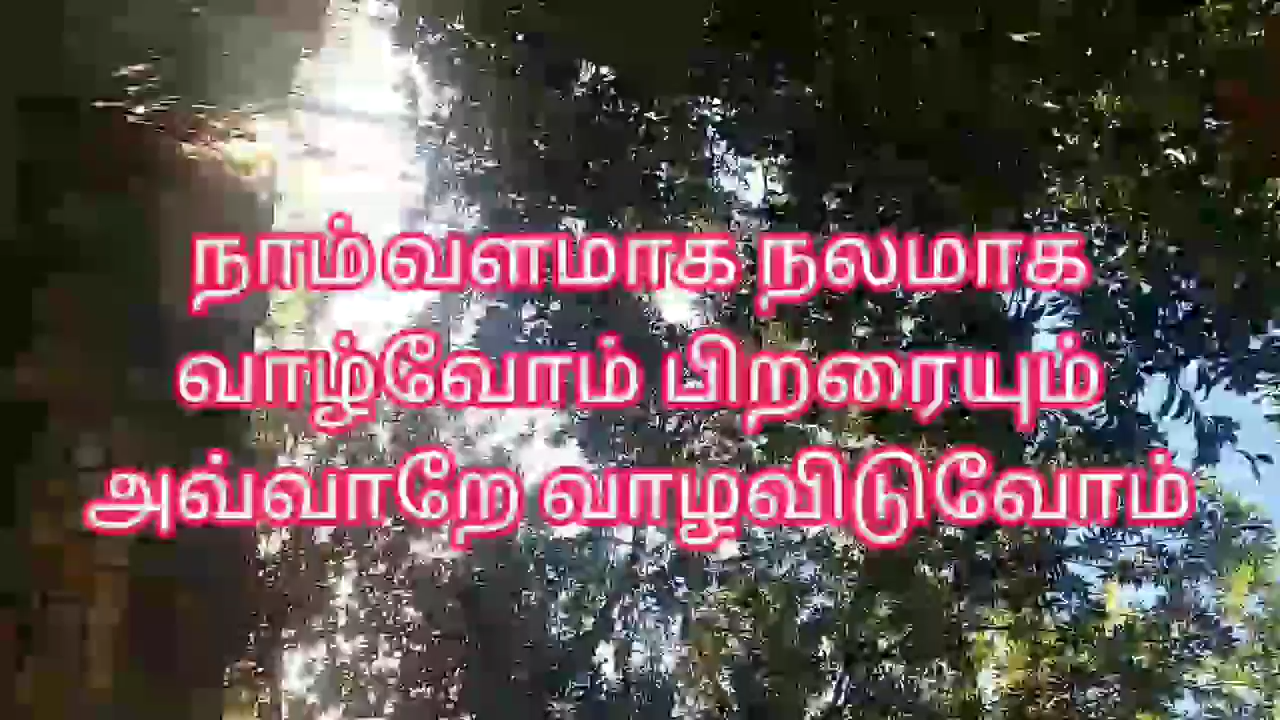 நாம் வளமாக நலமாக
வாழ்வோம் பிறரையும்
அவ்வாறே வாழவிடுவோம்